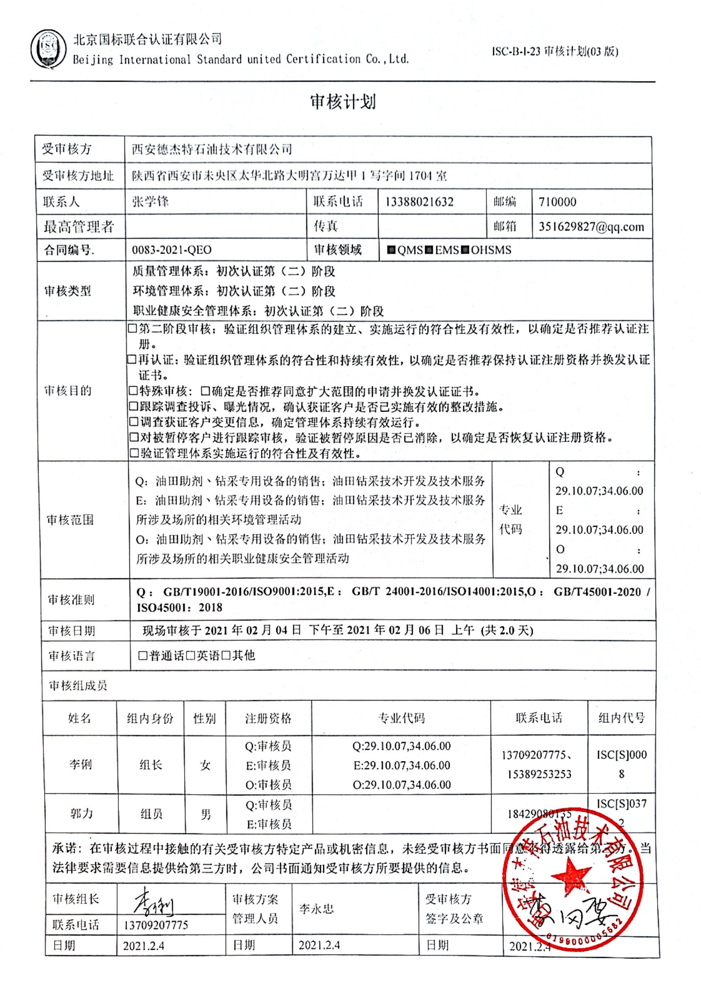 ISC
北京国标联合认证有限公司
Beijing International Standard united Certification Co.,Ltd.
ISC-B-I-23 审核计划(03 版)
审核计划
受审核方 西安德杰特石油技术有限公司
受审核方地址 陕西省西安市未央区太华北路大明宫万达甲 1 写字间 1704 室
联系人 张学锋 联系电话 13388021632 邮编 710000
最高管理者 传真 邮箱 351629827@qq.com
合同编号. 0083-2021-QEO 审核领域 ■QMS■EMS■OHSMS
审核类型
质量管理体系：初次认证第（二）阶段
环境管理体系：初次认证第（二）阶段
职业健康安全管理体系：初次认证第（二）阶段
审核目的
□第二阶段审核：验证组织管理体系的建立、实施运行的符合性及有效性，以确定是否推荐认证注
册。
□再认证：验证组织管理体系的符合性和持续有效性，以确定是否推荐保持认证注册资格并换发认证
证书。
□特殊审核：□确定是否推荐同意扩大范围的申请并换发认证证书。
□跟踪调查投诉、曝光情况，确认获证客户是否已实施有效的整改措施。
□调查获证客户变更信息，确定管理体系持续有效运行。
□对被暂停客户进行跟踪审核，验证被暂停原因是否已消除，以确定是否恢复认证注册资格。
□验证管理体系实施运行的符合性及有效性。
审核范围
Q：油田助剂、钻采专用设备的销售；油田钻采技术开发及技术服务
E：油田助剂、钻采专用设备的销售；油田钻采技术开发及技术服务
所涉及场所的相关环境管理活动
O：油田助剂、钻采专用设备的销售；油田钻采技术开发及技术服务
所涉及场所的相关职业健康安全管理活动
专业
代码
Q ：
29.10.07;34.06.00
E ：
29.10.07;34.06.00
O ：
29.10.07;34.06.00
审核准则
Q： GB/T19001-2016/ISO9001:2015,E： GB/T 24001-2016/ISO14001:2015,O： GB/T45001-2020 /
ISO45001：2018
审核日期 现场审核于 2021 年 02 月 04 日 下午至 2021 年 02 月 06 日 上午 (共 2.0 天)
审核语言 □普通话□英语□其他
审核组成员
姓名 组内身份 性别 注册资格 专业代码 联系电话 组内代号
李俐 组长 女
Q:审核员
E:审核员
O:审核员
Q:29.10.07,34.06.00
E:29.10.07,34.06.00
O:29.10.07,34.06.00
13709207775、
15389253253
ISC[S]000
8
郭力 组员 男
Q:审核员
E:审核员
18429080135
ISC[S]037
2
承诺：在审核过程中接触的有关受审核方特定产品或机密信息，未经受审核方书面同意不得透露给第三方。当
法律要求需要信息提供给第三方时，公司书面通知受审核方所要提供的信息。
审核组长 李俐
联系电话 13709207775
日期 2021.2.4
审核方案
管理人员
李永忠
日期 2021.2.4
受审核方
签字及公章
日期 2021.2.4
西安德杰特石油技术有限公司